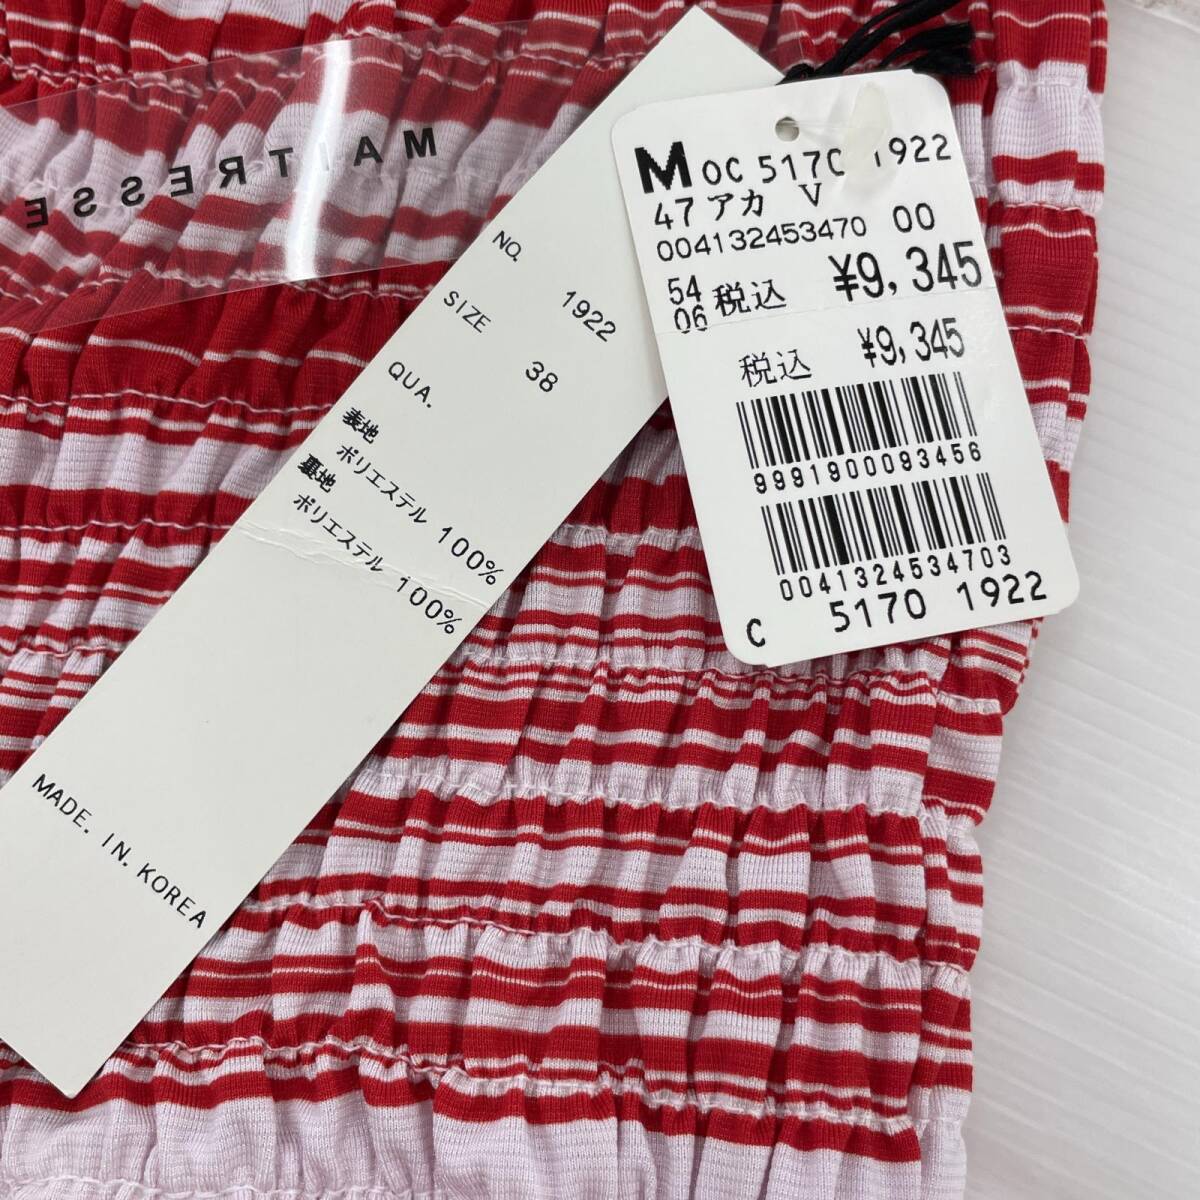 MAITRESSE
NO. 1922
SIZE 38
QUA.
表地
ポリエステル 100%
裏地
ポリエステル 100%
MADE. IN. KOREA
M OC 5170 1922
47 アカ V
004132453470 00
54
06
税込 ¥9,345
税込 ¥9,345
9991900093456
0041324534703
C 5170 1922